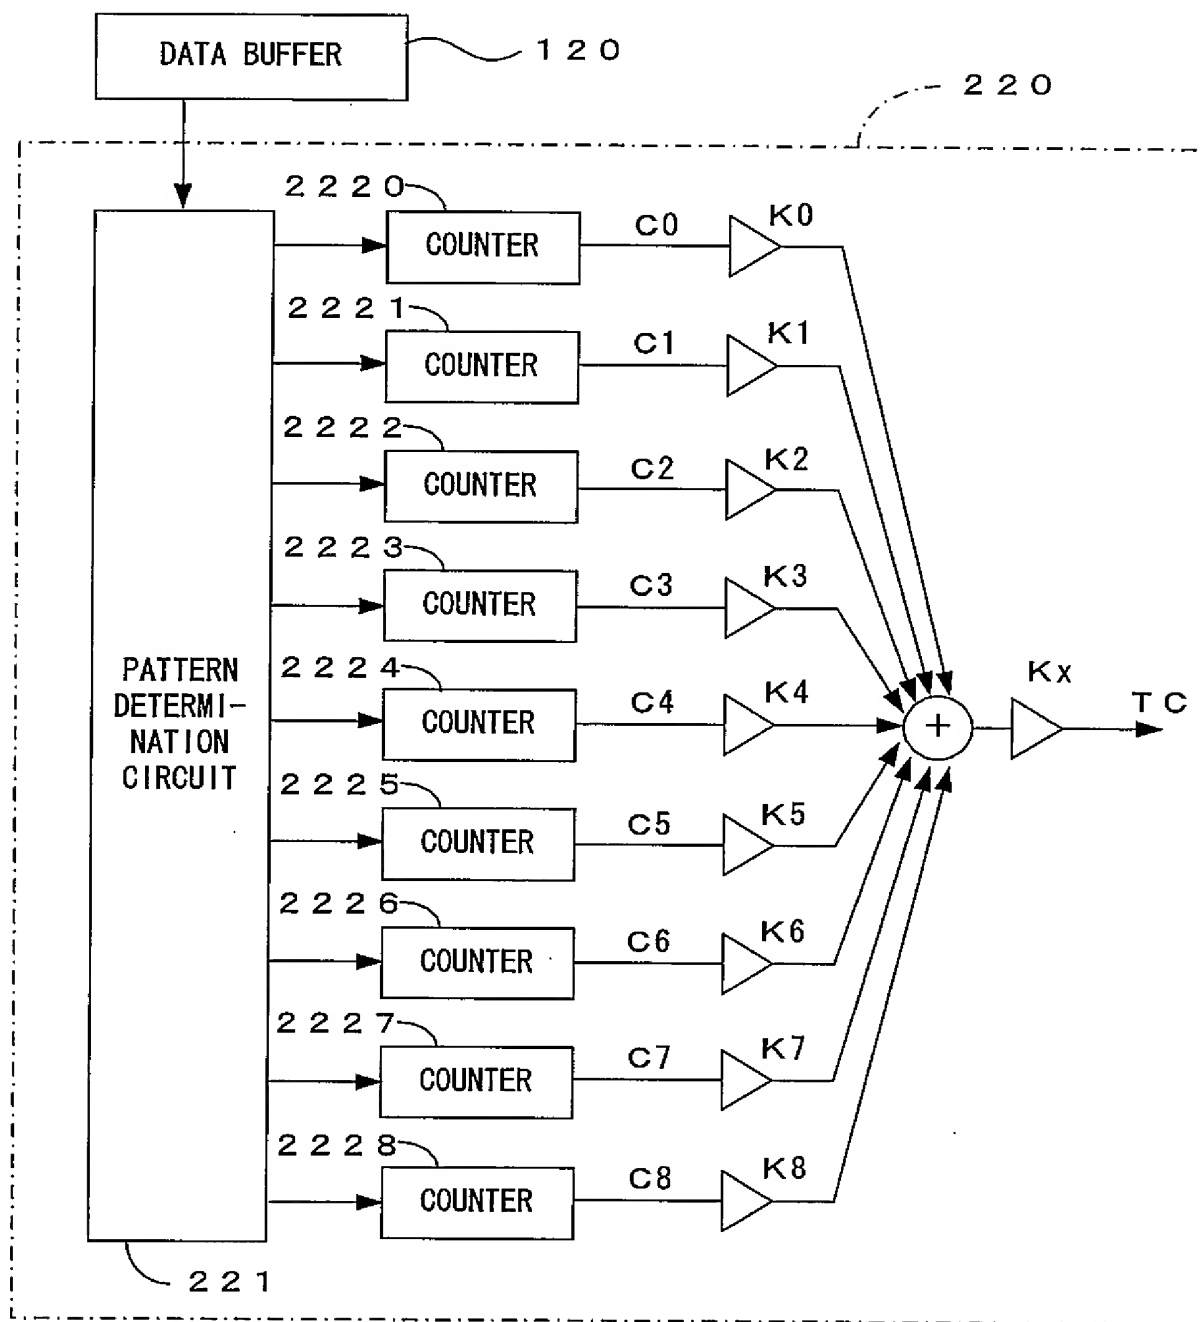 DATA BUFFER
120
220
2220
COUNTER
C0
K0
2221
COUNTER
C1
K1
2222
COUNTER
C2
K2
2223
COUNTER
C3
K3
PATTERN
DETERMI-
NATION
CIRCUIT
2224
COUNTER
C4
K4
+
Kx
TC
2225
COUNTER
C5
K5
2226
COUNTER
C6
K6
2227
COUNTER
C7
K7
2228
COUNTER
C8
K8
221